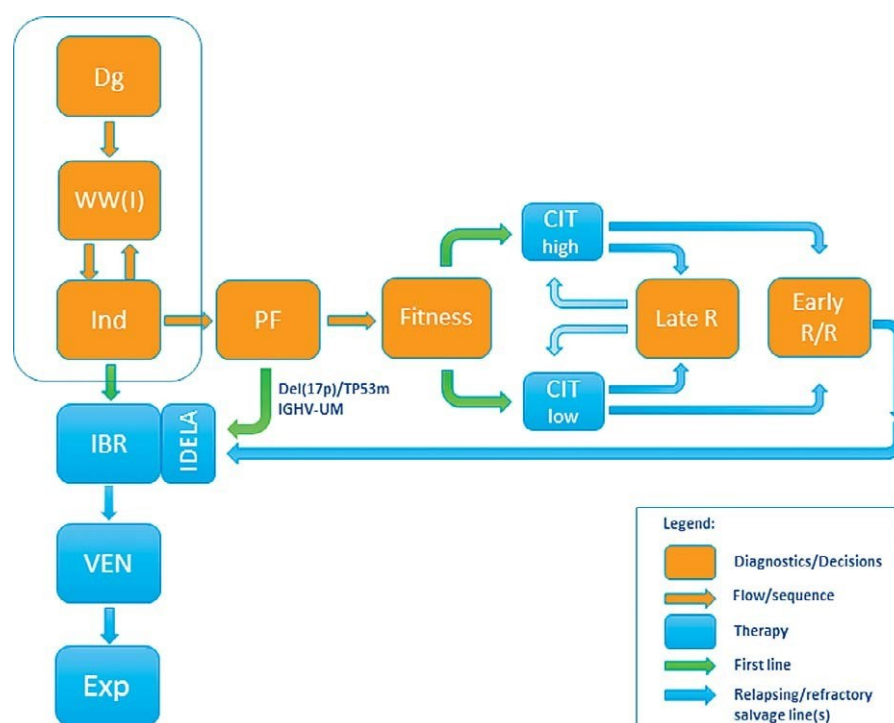 Dg
WW(I)
Ind
PF
Fitness
CIT
high
Late R
Early
R/R
CIT
low
Del(17p)/TP53m
IGHV-UM
IBR
IDELA
VEN
Exp
Legend:
Diagnostics/Decisions
Flow/sequence
Therapy
First line
Relapsing/refractory
salvage line(s)